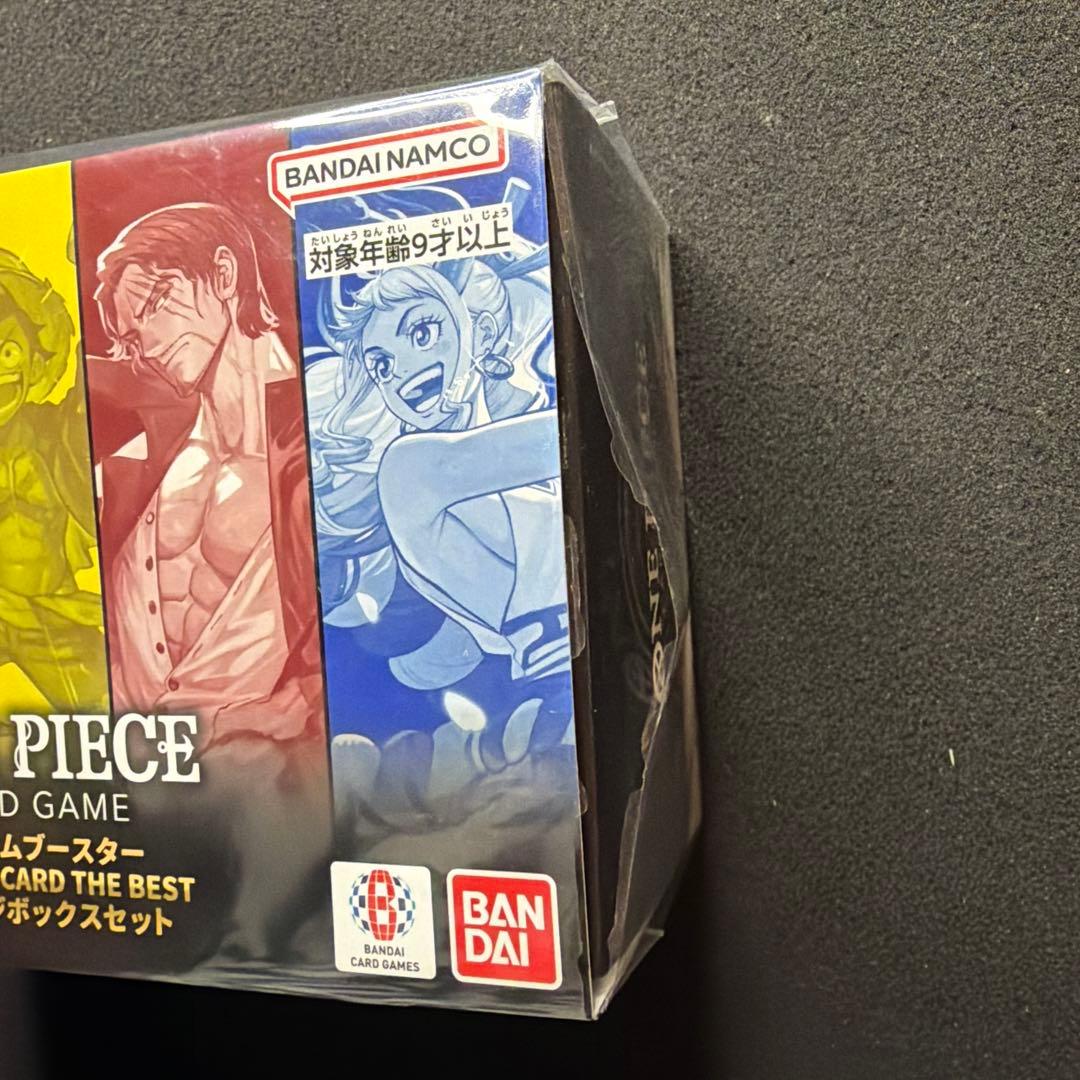 BANDAI NAMCO
たいしょう ねん れい さい い じょう
対象年齢9才以上
PIECE
D GAME
ムブースター
CARD THE BEST
ジボックスセット
BANDAI
CARD GAMES
BAN
DAI
ONE